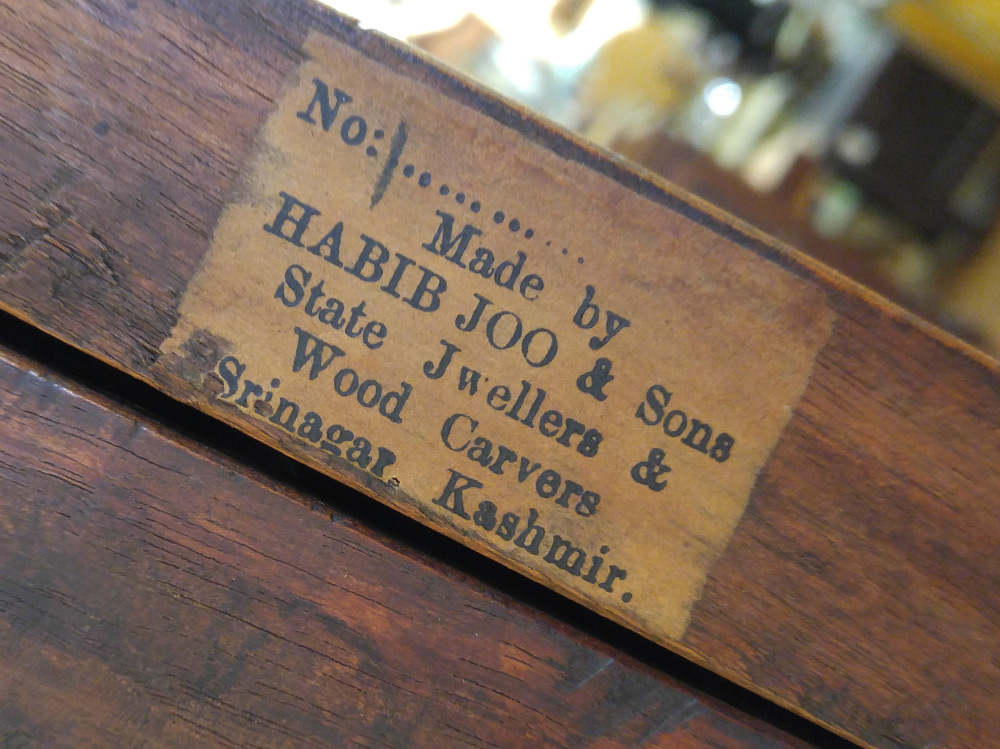 No:\..........
Made by
HABIB JOO & Sons
State Jwellers &
Wood Carvers
Srinagar, Kashmir.